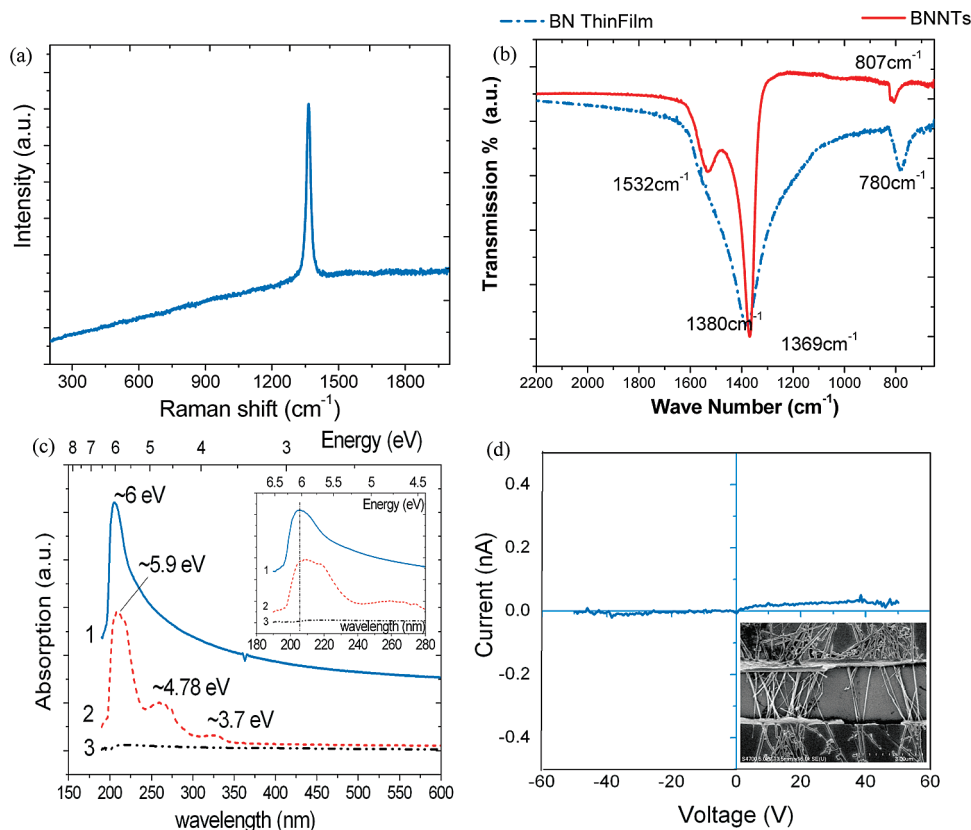 (a)
Intensity (a.u.)
300 600 900 1200 1500 1800
Raman shift (cm-1)
BN ThinFilm
BNNTs
(b)
807cm-1
1532cm-1
780cm-1
1380cm-1
1369cm-1
Transmission % (a.u.)
2200 2000 1800 1600 1400 1200 1000 800
Wave Number (cm-1)
(c)
Energy (eV)
8 7 6 5 4 3
~6 eV
~5.9 eV
~4.78 eV
~3.7 eV
1
2
3
Absorption (a.u.)
150 200 250 300 350 400 450 500 550 600
wavelength (nm)
6.5 6 5.5 5 4.5
Energy (eV)
1
2
3
wavelength (nm)
180 200 220 240 260 280
(d)
0.4
0.2
0.0
-0.2
-0.4
Current (nA)
-60 -40 -20 0 20 40 60
Voltage (V)